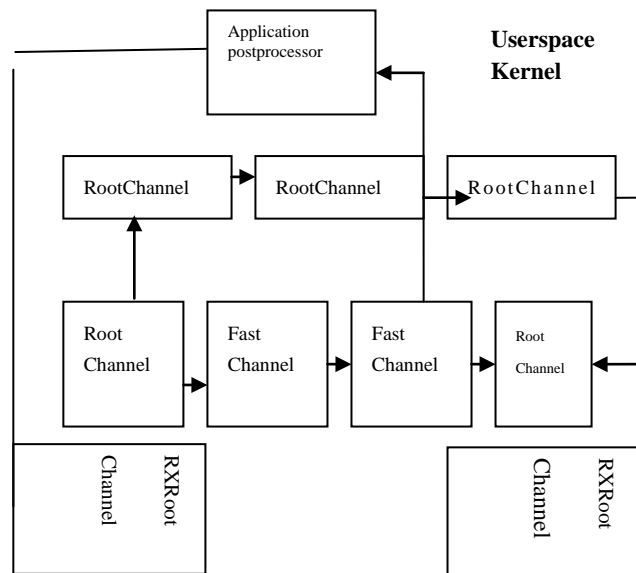 Application
postprocessor
Userspace
Kernel
RootChannel
RootChannel
RootChannel
Root
Channel
Fast
Channel
Fast
Channel
Root
Channel
RXRoot
Channel
RXRoot
Channel